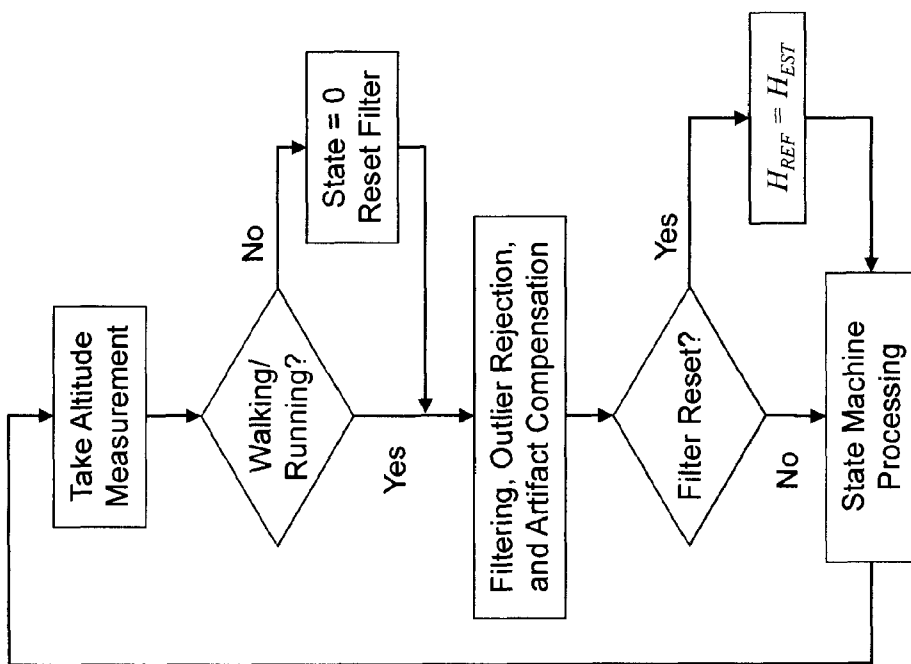 Take Altitude
Measurement
Walking/
Running?
No
State = 0
Reset Filter
Yes
Filtering, Outlier Rejection,
and Artifact Compensation
Filter Reset?
Yes
H_REF = H_EST
No
State Machine
Processing